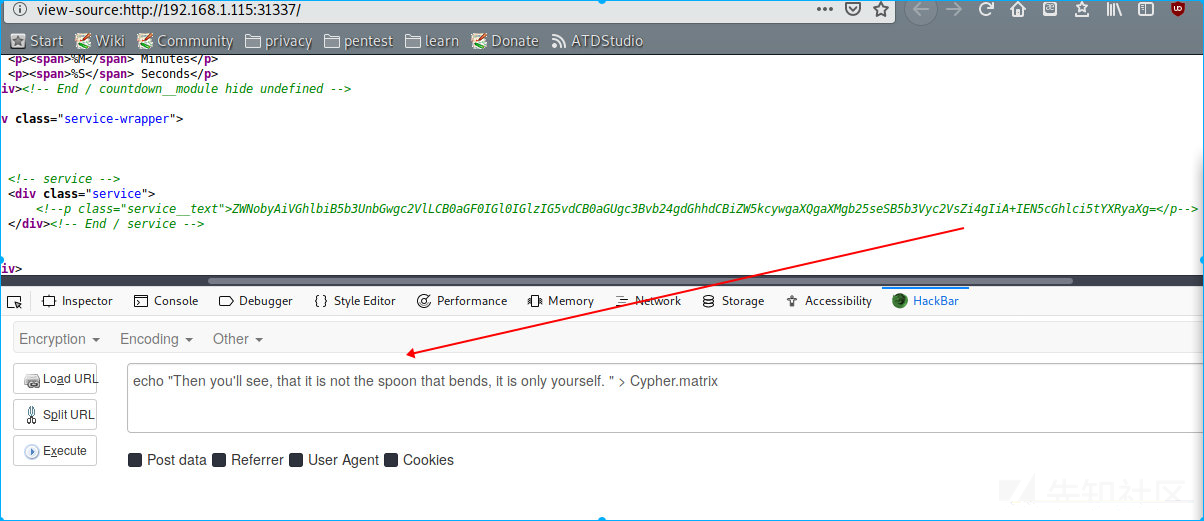 view-source:http://192.168.1.115:31337/
Start Wiki Community privacy pentest learn Donate ATDStudio
<p><span>%M</span> Minutes</p>
<p><span>%S</span> Seconds</p>
iv><!-- End / countdown__module hide undefined -->
v class="service-wrapper">
<!-- service -->
<div class="service">
<!--p class="service__text">ZWNobyAiVGhlbiB5b3UnbGwgc2VlLCB0aGF0IGl0IGlzIG5vdCB0aGUgc3Bvb24gdGhhdCBiZW5kcywgaXQgaXMgb25seSB5b3Vyc2VsZi4gIiA+IEN5cGhlci5tYXRyaXg=</p-->
</div><!-- End / service -->
iv>
Inspector Console Debugger {} Style Editor Performance Memory Network Storage Accessibility HackBar
Encryption Encoding Other
Load URL
Split URL
Execute
echo "Then you'll see, that it is not the spoon that bends, it is only yourself. " > Cypher.matrix
Post data Referrer User Agent Cookies
先知社区